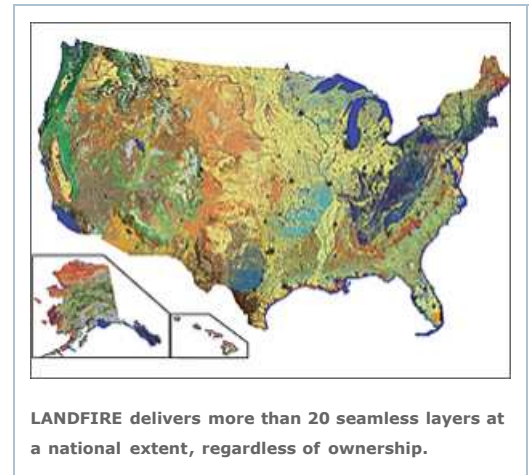 LANDFIRE delivers more than 20 seamless layers at
a national extent, regardless of ownership.